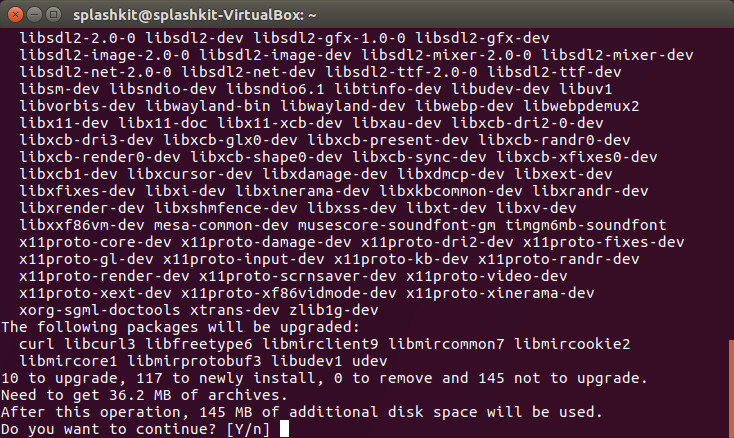 splashkit@splashkit-VirtualBox: ~
libsdl2-2.0-0 libsdl2-dev libsdl2-gfx-1.0-0 libsdl2-gfx-dev
libsdl2-image-2.0-0 libsdl2-image-dev libsdl2-mixer-2.0-0 libsdl2-mixer-dev
libsdl2-net-2.0-0 libsdl2-net-dev libsdl2-ttf-2.0-0 libsdl2-ttf-dev
libsm-dev libsndio-dev libsndio6.1 libtinfo-dev libudev-dev libuv1
libvorbis-dev libwayland-bin libwayland-dev libwebp-dev libwebpdemux2
libx11-dev libx11-doc libx11-xcb-dev libxau-dev libxcb-dri2-0-dev
libxcb-dri3-dev libxcb-glx0-dev libxcb-present-dev libxcb-randr0-dev
libxcb-render0-dev libxcb-shape0-dev libxcb-sync-dev libxcb-xfixes0-dev
libxcb1-dev libxcursor-dev libxdamage-dev libxdmcp-dev libxext-dev
libxfixes-dev libxi-dev libxinerama-dev libxkbcommon-dev libxrandr-dev
libxrender-dev libxshmfence-dev libxss-dev libxt-dev libxv-dev
libxxf86vm-dev mesa-common-dev musescore-soundfont-gm timgm6mb-soundfont
x11proto-core-dev x11proto-damage-dev x11proto-dri2-dev x11proto-fixes-dev
x11proto-gl-dev x11proto-input-dev x11proto-kb-dev x11proto-randr-dev
x11proto-render-dev x11proto-scrnsaver-dev x11proto-video-dev
x11proto-xext-dev x11proto-xf86vidmode-dev x11proto-xinerama-dev
xorg-sgml-doctools xtrans-dev zlib1g-dev
The following packages will be upgraded:
curl libcurl3 libfreetype6 libmirclient9 libmircommon7 libmircookie2
libmircore1 libmirprotobuf3 libudev1 udev
10 to upgrade, 117 to newly install, 0 to remove and 145 not to upgrade.
Need to get 36.2 MB of archives.
After this operation, 145 MB of additional disk space will be used.
Do you want to continue? [Y/n]